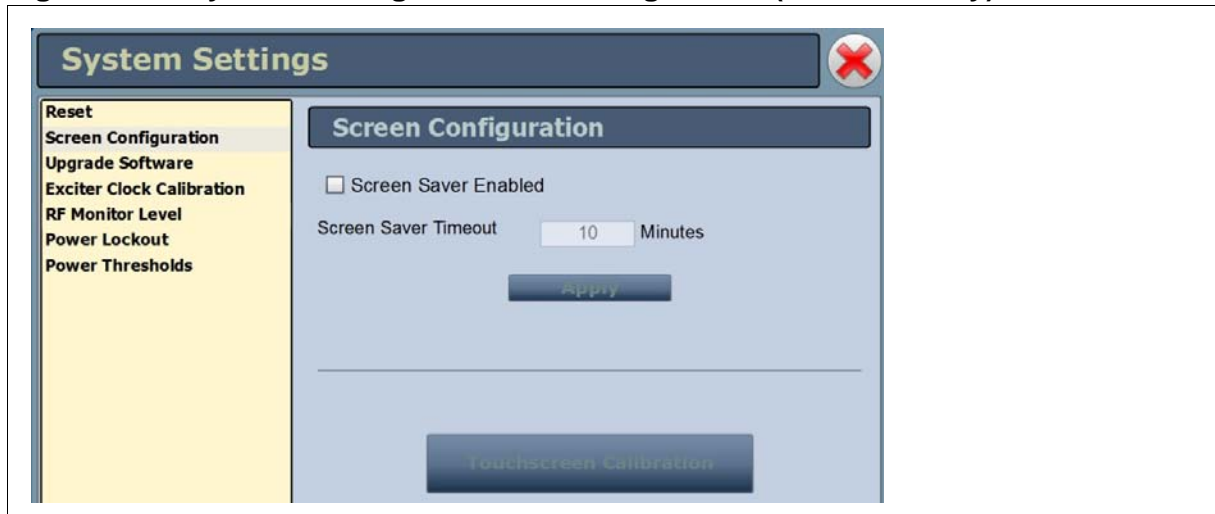 System Settings
Reset
Screen Configuration
Upgrade Software
Exciter Clock Calibration
RF Monitor Level
Power Lockout
Power Thresholds
Screen Configuration
Screen Saver Enabled
Screen Saver Timeout 10 Minutes
Apply
Touchscreen Calibration